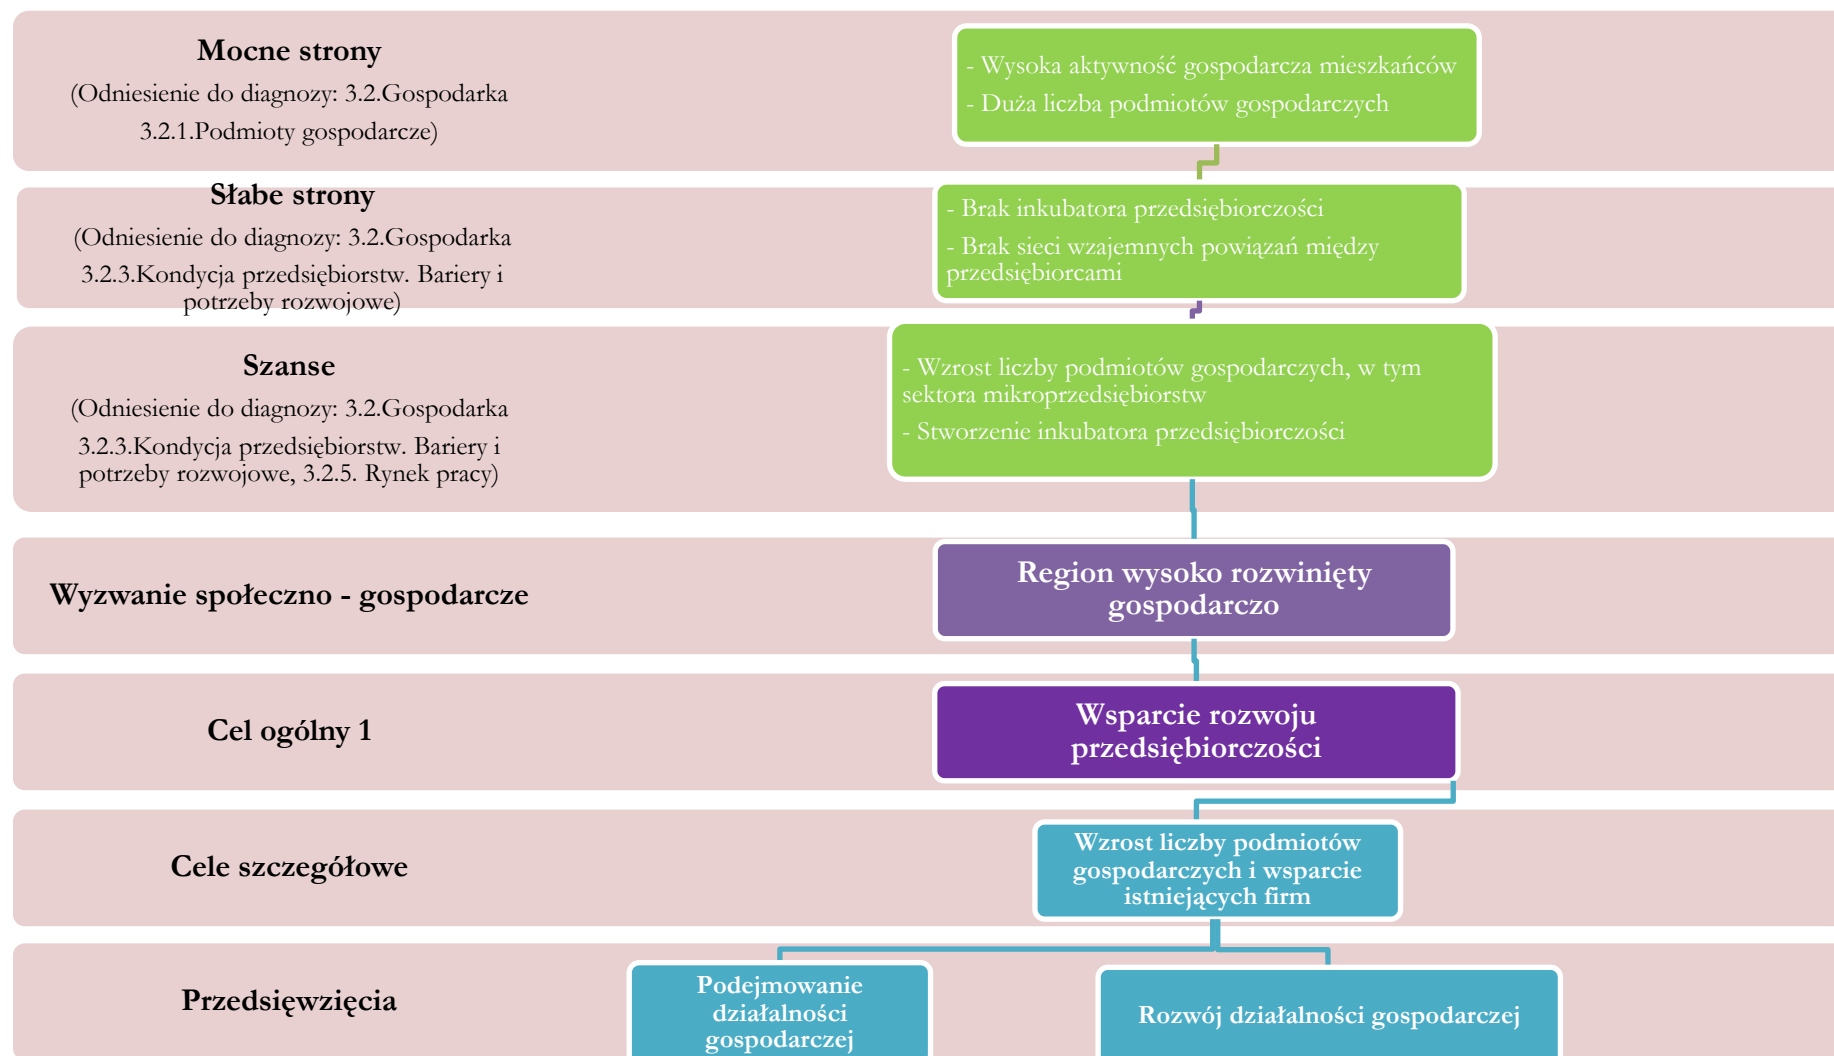 Mocne strony
(Odniesienie do diagnozy: 3.2.Gospodarka
3.2.1.Podmioty gospodarcze)
- Wysoka aktywność gospodarcza mieszkańców
- Duża liczba podmiotów gospodarczych
Słabe strony
(Odniesienie do diagnozy: 3.2.Gospodarka
3.2.3.Kondycja przedsiębiorstw. Bariery i
potrzeby rozwojowe)
- Brak inkubatora przedsiębiorczości
- Brak sieci wzajemnych powiązań między
przedsiębiorcami
Szanse
(Odniesienie do diagnozy: 3.2.Gospodarka
3.2.3.Kondycja przedsiębiorstw. Bariery i
potrzeby rozwojowe, 3.2.5. Rynek pracy)
- Wzrost liczby podmiotów gospodarczych, w tym
sektora mikroprzedsiębiorstw
- Stworzenie inkubatora przedsiębiorczości
Wyzwanie społeczno - gospodarcze
Region wysoko rozwinięty
gospodarczo
Cel ogólny 1
Wsparcie rozwoju
przedsiębiorczości
Cele szczegółowe
Wzrost liczby podmiotów
gospodarczych i wsparcie
istniejących firm
Przedsięwzięcia
Podejmowanie
działalności
gospodarczej
Rozwój działalności gospodarczej